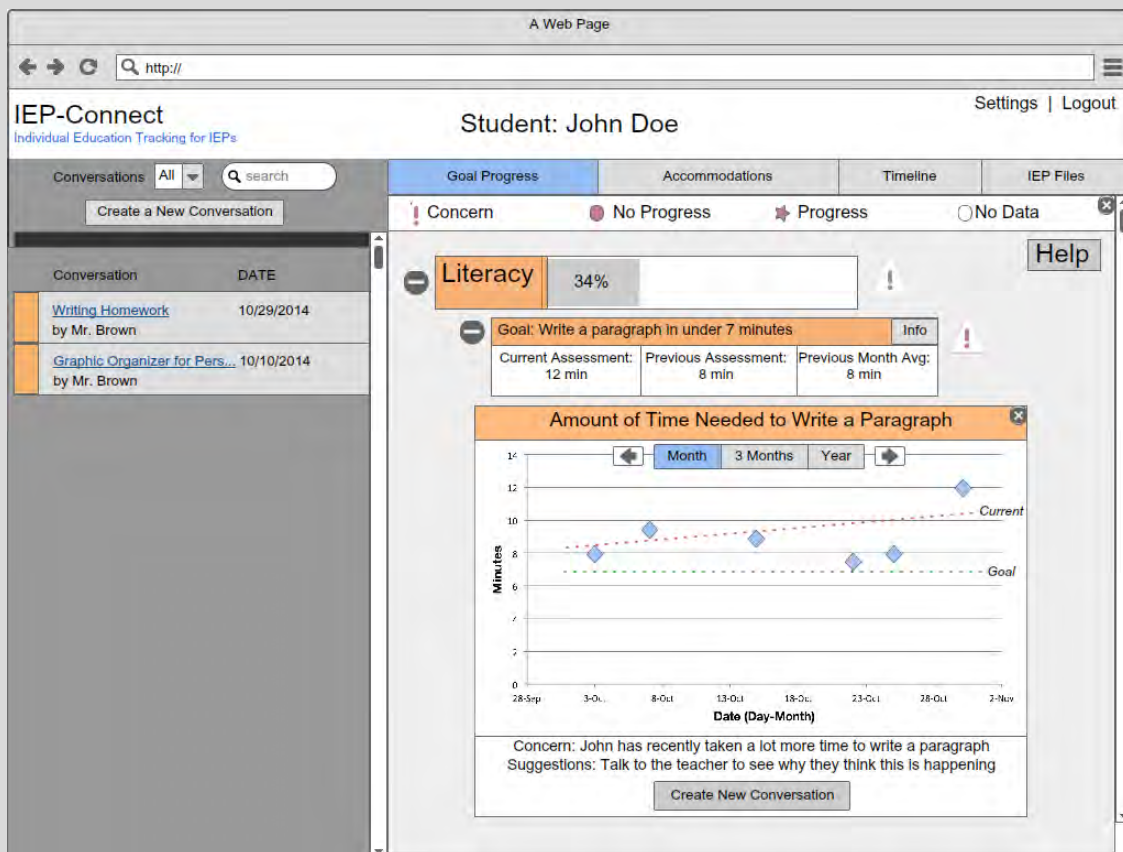 A Web Page
http://
IEP-Connect
Individual Education Tracking for IEPs
Student: John Doe
Settings | Logout
Conversations All search
Create a New Conversation
Conversation DATE
Writing Homework 10/29/2014
by Mr. Brown
Graphic Organizer for Pers... 10/10/2014
by Mr. Brown
Goal Progress Accommodations Timeline IEP Files
! Concern No Progress Progress No Data
Help
Literacy 34% !
Goal: Write a paragraph in under 7 minutes Info !
Current Assessment: Previous Assessment: Previous Month Avg:
12 min 8 min 8 min
Amount of Time Needed to Write a Paragraph
Month 3 Months Year
14
12
10
8
6
4
2
0
Minutes
Current
Goal
28-Sep 3-Oct 8-Oct 13-Oct 18-Oct 23-Oct 28-Oct 2-Nov
Date (Day-Month)
Concern: John has recently taken a lot more time to write a paragraph
Suggestions: Talk to the teacher to see why they think this is happening
Create New Conversation